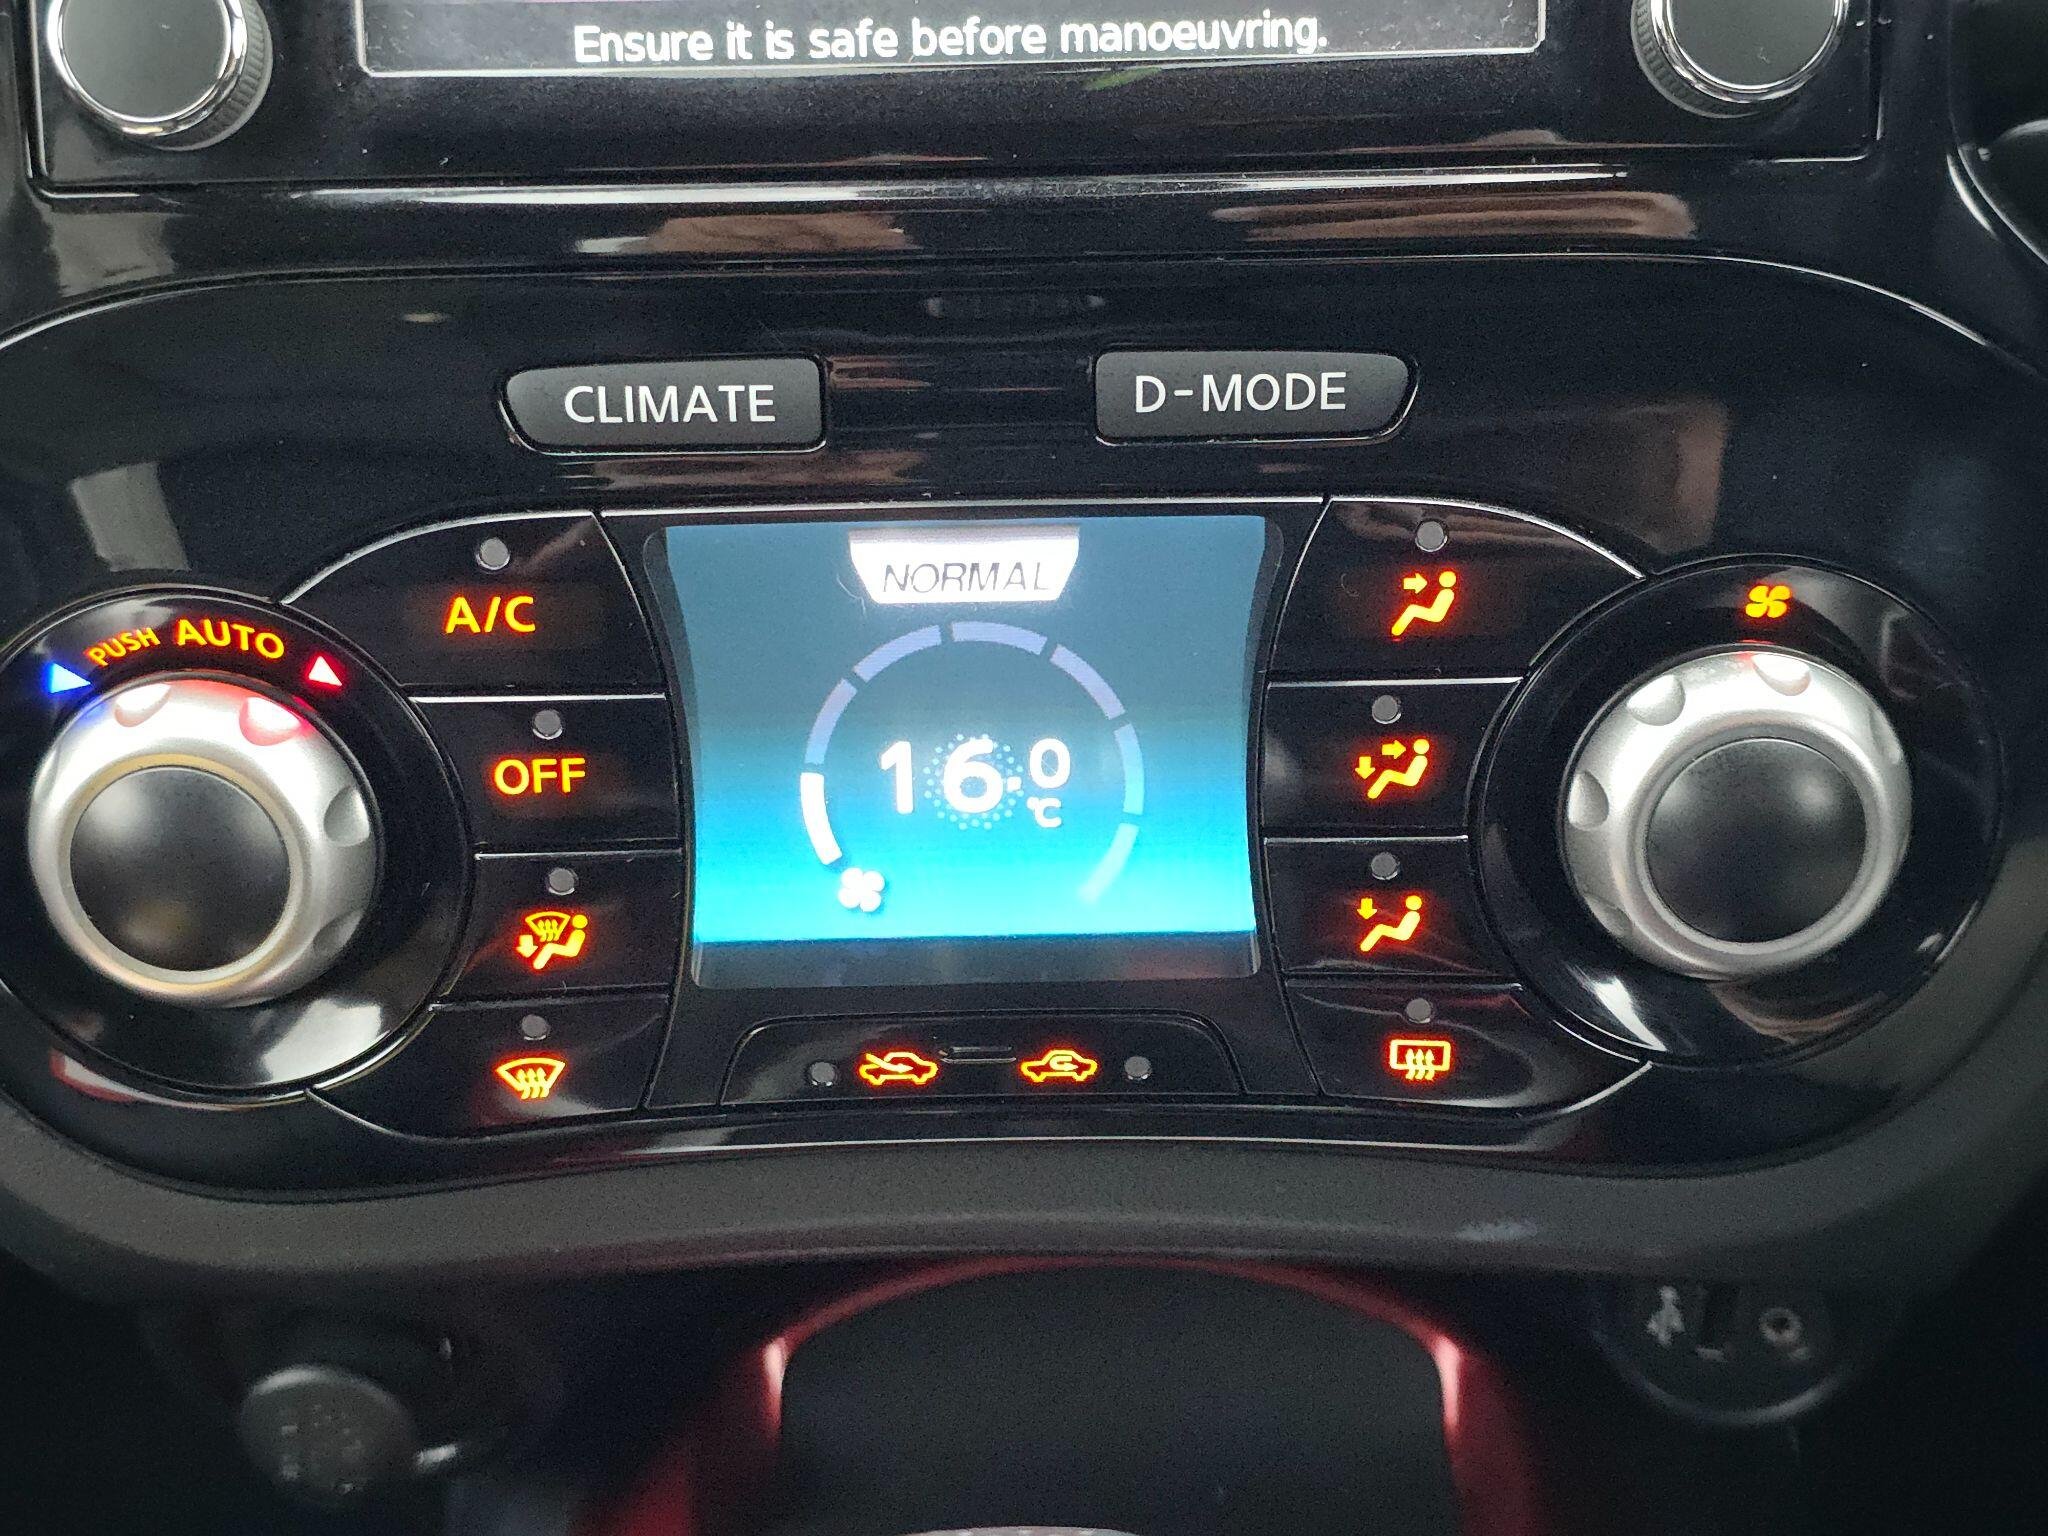 Ensure it is safe before manoeuvring.
CLIMATE
D-MODE
NORMAL
A/C
PUSH AUTO
16.0
°C
OFF